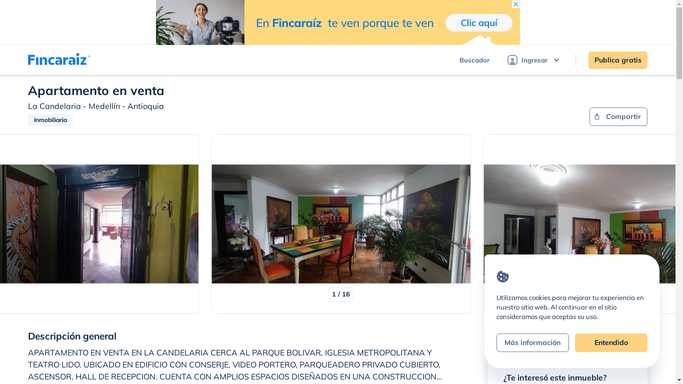 En Fincaraíz te ven porque te ven
Clic aquí
Fincaraiz
Buscador
Ingresar
Publica gratis
Apartamento en venta
La Candelaria - Medellín - Antioquia
Inmobiliaria
Compartir
1 / 16
Utilizamos cookies para mejorar tu experiencia en
nuestro sitio web. Al continuar en el sitio
consideramos que aceptas su uso.
Más información
Entendido
Descripción general
APARTAMENTO EN VENTA EN LA CANDELARIA CERCA AL PARQUE BOLIVAR, IGLESIA METROPOLITANA Y
TEATRO LIDO. UBICADO EN EDIFICIO CON CONSERJE, VIDEO PORTERO, PARQUEADERO PRIVADO CUBIERTO,
ASCENSOR, HALL DE RECEPCION. CUENTA CON AMPLIOS ESPACIOS DISEÑADOS EN UNA CONSTRUCCION...
¿Te interesó este inmueble?